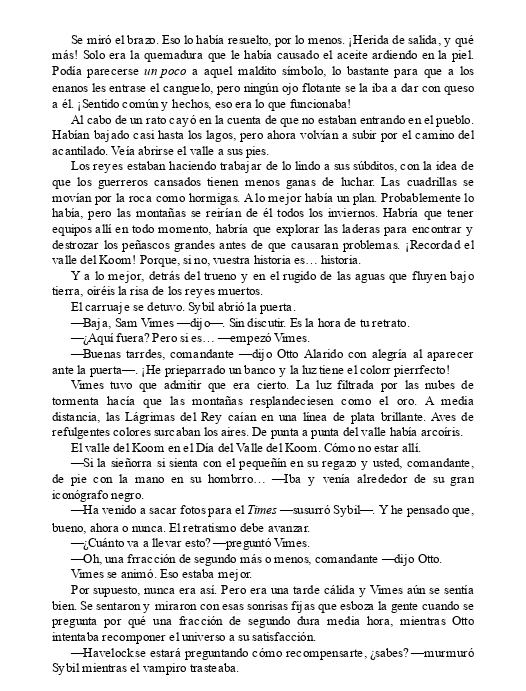 Se miró el brazo. Eso lo había resuelto, por lo menos. ¡Herida de salida, y qué
más! Solo era la quemadura que le había causado el aceite ardiendo en la piel.
Podía parecerse un poco a aquel maldito símbolo, lo bastante para que a los
enanos les entrase el canguelo, pero ningún ojo flotante se la iba a dar con queso
a él. ¡Sentido común y hechos, eso era lo que funcionaba!
Al cabo de un rato cayó en la cuenta de que no estaban entrando en el pueblo.
Habían bajado casi hasta los lagos, pero ahora volvían a subir por el camino del
acantilado. Veía abrirse el valle a sus pies.
Los reyes estaban haciendo trabajar de lo lindo a sus súbditos, con la idea de
que los guerreros cansados tienen menos ganas de luchar. Las cuadrillas se
movían por la roca como hormigas. A lo mejor había un plan. Probablemente lo
había, pero las montañas se reirían de él todos los inviernos. Habría que tener
equipos allí en todo momento, habría que explorar las laderas para encontrar y
destrozar los peñascos grandes antes de que causaran problemas. ¡Recordad el
valle del Koom! Porque, si no, vuestra historia es… historia.
Y a lo mejor, detrás del trueno y en el rugido de las aguas que fluyen bajo
tierra, oiréis la risa de los reyes muertos.
El carruaje se detuvo. Sybil abrió la puerta.
—Baja, Sam Vimes —dijo—. Sin discutir. Es la hora de tu retrato.
—¿Aquí fuera? Pero si es… —empezó Vimes.
—Buenas tarrdes, comandante —dijo Otto Alarido con alegría al aparecer
ante la puerta—. ¡He prieparrado un banco y la luz tiene el colorr pierrfecto!
Vimes tuvo que admitir que era cierto. La luz filtrada por las nubes de
tormenta hacía que las montañas resplandeciesen como el oro. A media
distancia, las Lágrimas del Rey caían en una línea de plata brillante. Aves de
refulgentes colores surcaban los aires. De punta a punta del valle había arcoíris.
El valle del Koom en el Día del Valle del Koom. Cómo no estar allí.
—Si la sieñorra si sienta con el pequeñín en su regazo y usted, comandante,
de pie con la mano en su hombrro… —Iba y venía alrededor de su gran
iconógrafo negro.
—Ha venido a sacar fotos para el Times —susurró Sybil—. Y he pensado que,
bueno, ahora o nunca. El retratismo debe avanzar.
—¿Cuánto va a llevar esto? —preguntó Vimes.
—Oh, una frracción de segundo más o menos, comandante —dijo Otto.
Vimes se animó. Eso estaba mejor.
Por supuesto, nunca era así. Pero era una tarde cálida y Vimes aún se sentía
bien. Se sentaron y miraron con esas sonrisas fijas que esboza la gente cuando se
pregunta por qué una fracción de segundo dura media hora, mientras Otto
intentaba recomponer el universo a su satisfacción.
—Havelock se estará preguntando cómo recompensarte, ¿sabes? —murmuró
Sybil mientras el vampiro trasteaba.